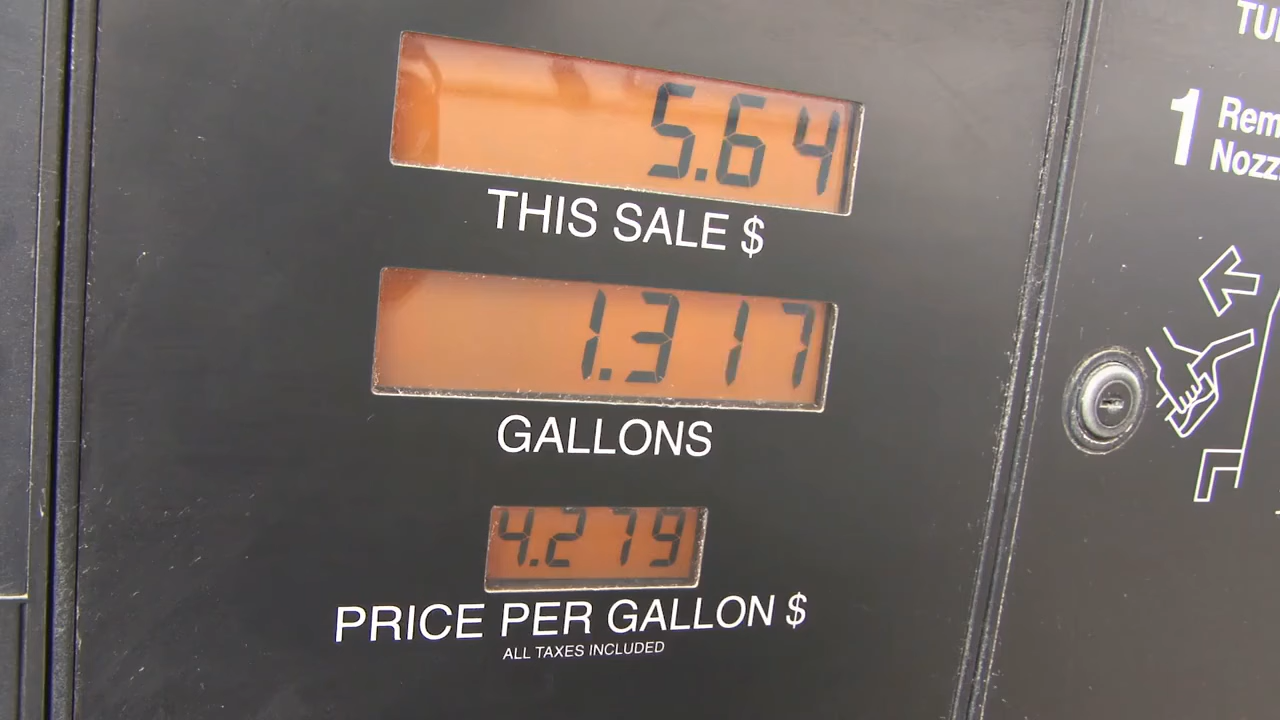 5.64
THIS SALE $
1.317
GALLONS
4.279
PRICE PER GALLON $
ALL TAXES INCLUDED
1